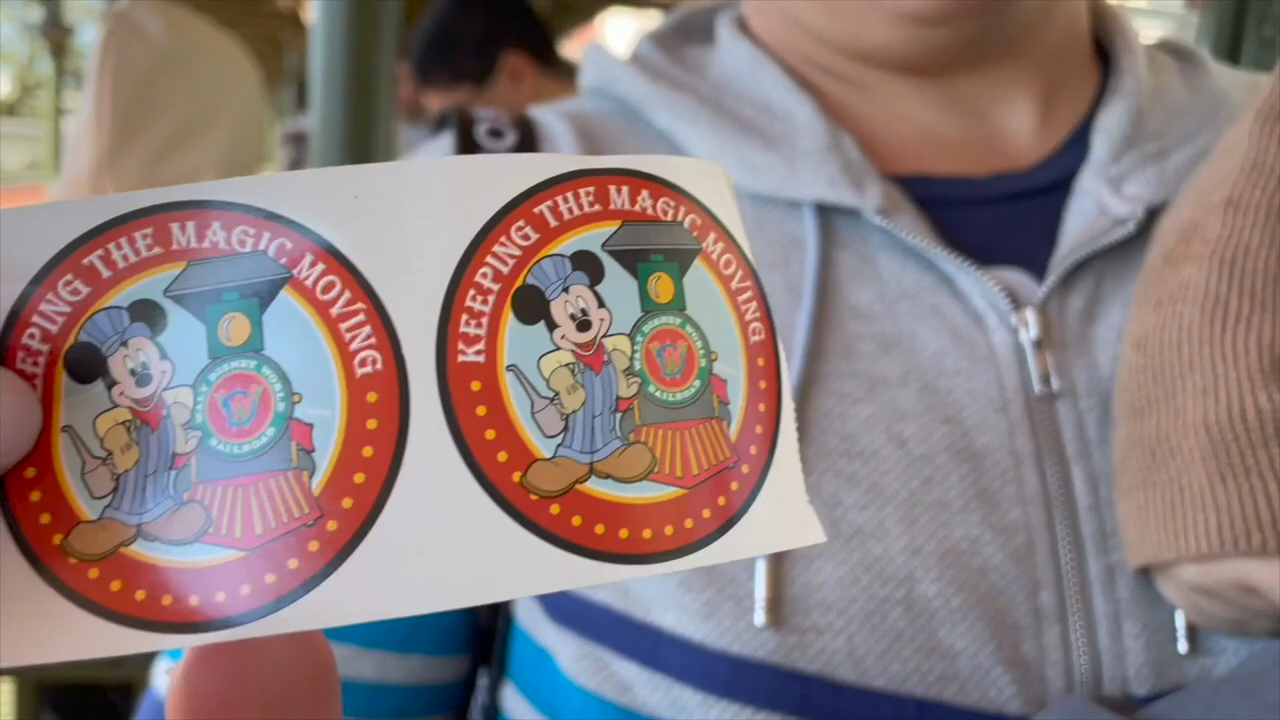 KEEPING THE MAGIC MOVING
WALT DISNEY WORLD
RAILROAD
KEEPING THE MAGIC MOVING
WALT DISNEY WORLD
RAILROAD